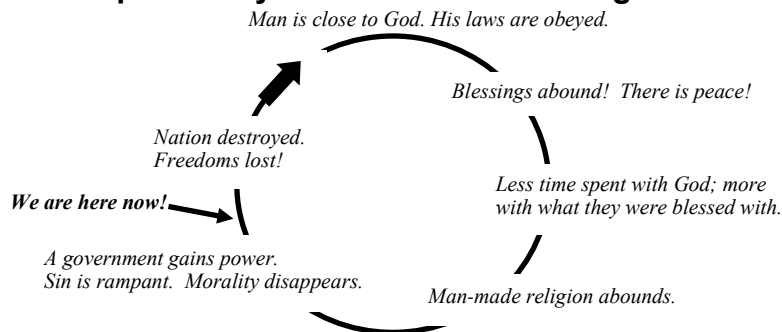 Man is close to God. His laws are obeyed.
Blessings abound!  There is peace!
Nation destroyed.
Freedoms lost!
Less time spent with God; more
with what they were blessed with.
We are here now!
A government gains power.
Sin is rampant.  Morality disappears.
Man-made religion abounds.